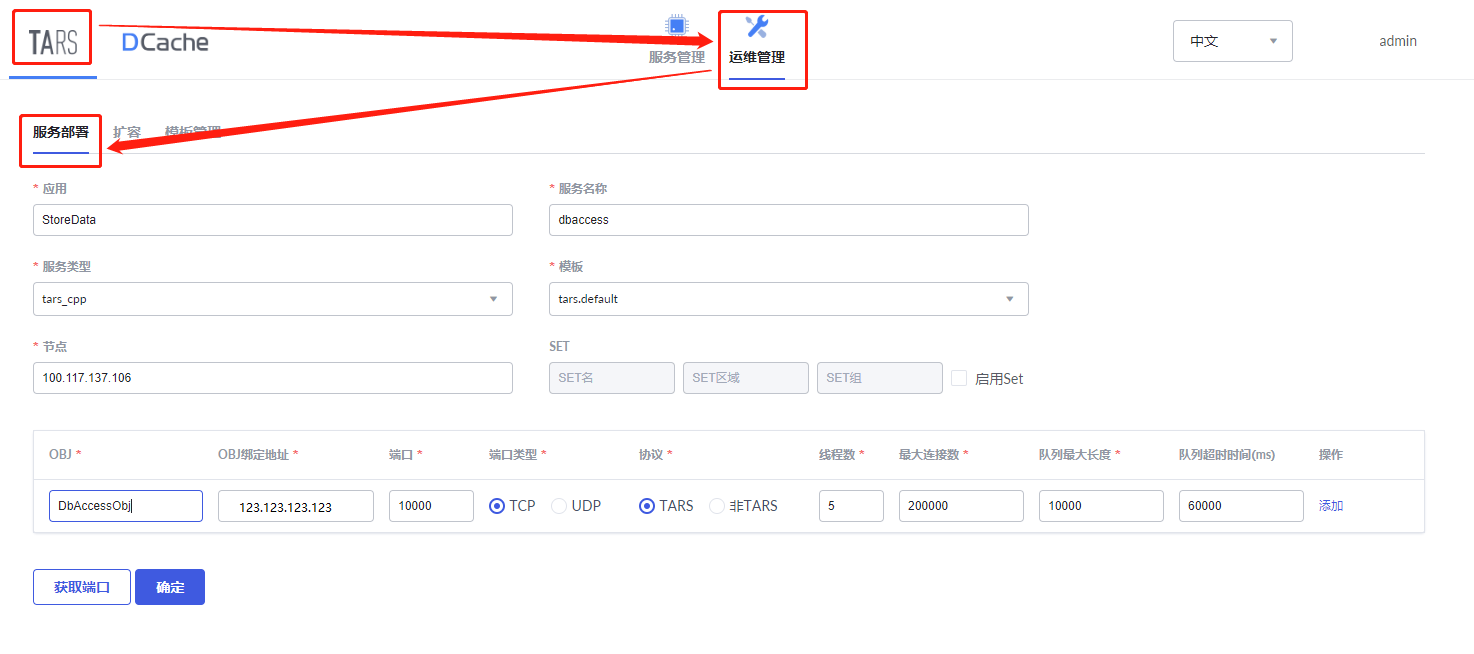 TARS DCache 服务管理 运维管理 中文 admin
服务部署 扩容 模板管理
* 应用 * 服务名称
StoreData dbaccess
* 服务类型 * 模板
tars_cpp tars.default
* 节点 SET
100.117.137.106 SET名 SET区域 SET组 启用Set
OBJ * OBJ绑定地址 * 端口 * 端口类型 * 协议 * 线程数 * 最大连接数 * 队列最大长度 * 队列超时时间(ms) 操作
DbAccessObj 123.123.123.123 10000 TCP UDP TARS 非TARS 5 200000 10000 60000 添加
获取端口 确定